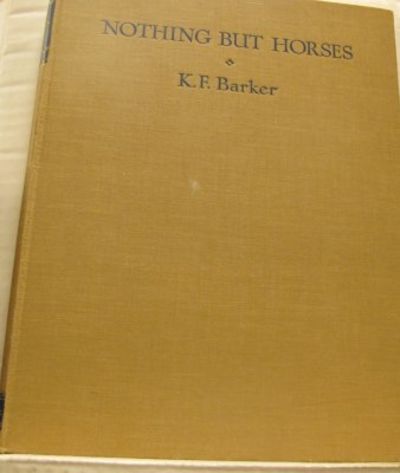 NOTHING BUT HORSES
K.F. Barker